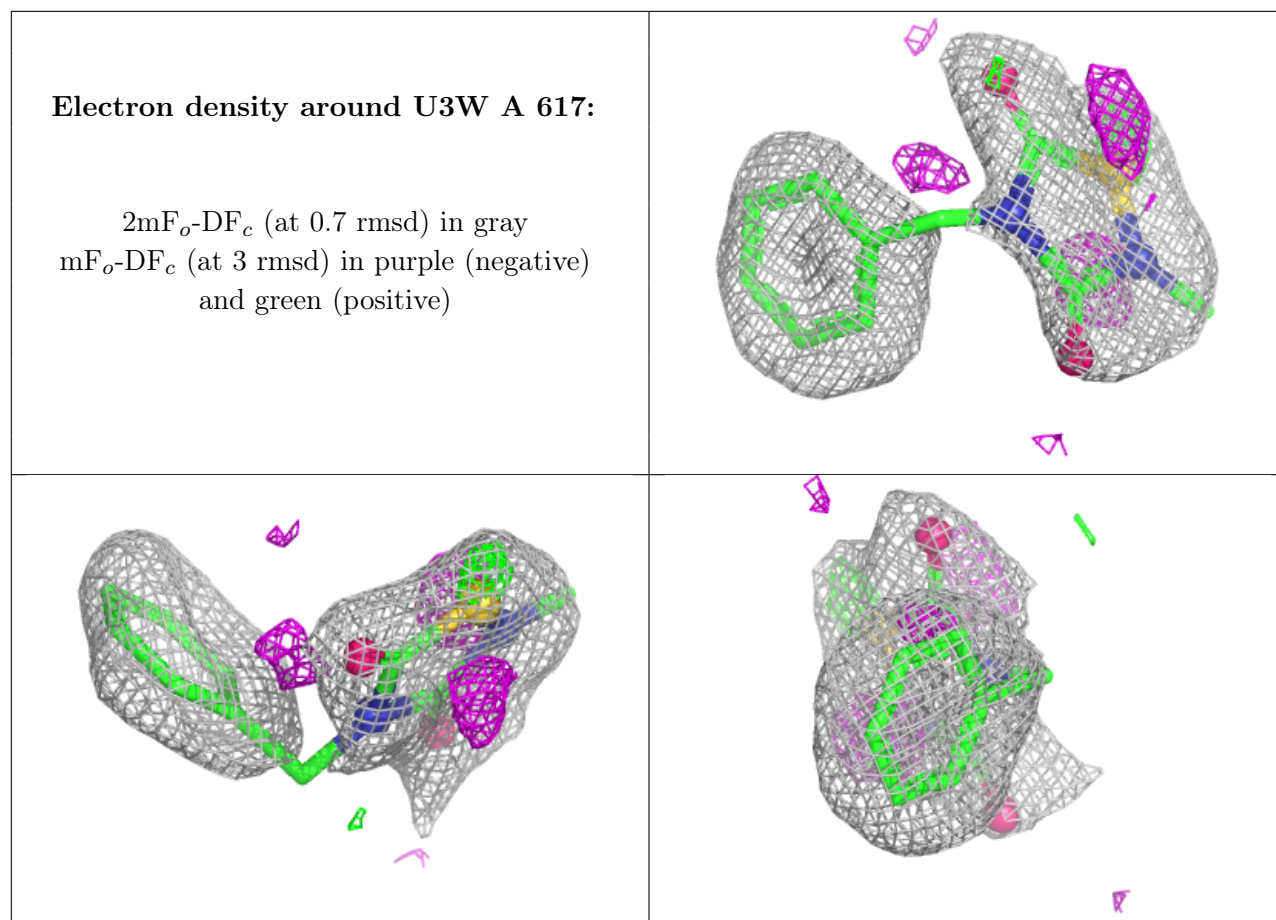 Electron density around U3W A 617:
2mFo-DFc (at 0.7 rmsd) in gray
mFo-DFc (at 3 rmsd) in purple (negative)
and green (positive)